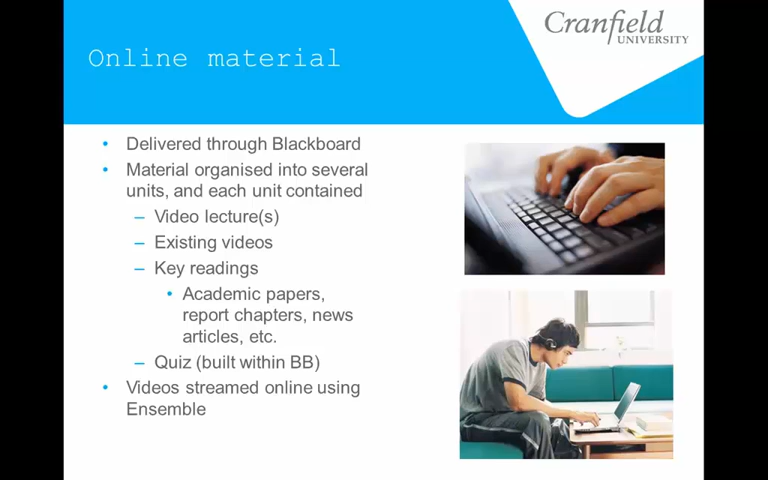 Cranfield
UNIVERSITY
Online material
• Delivered through Blackboard
• Material organised into several
units, and each unit contained
– Video lecture(s)
– Existing videos
– Key readings
• Academic papers,
report chapters, news
articles, etc.
– Quiz (built within BB)
• Videos streamed online using
Ensemble